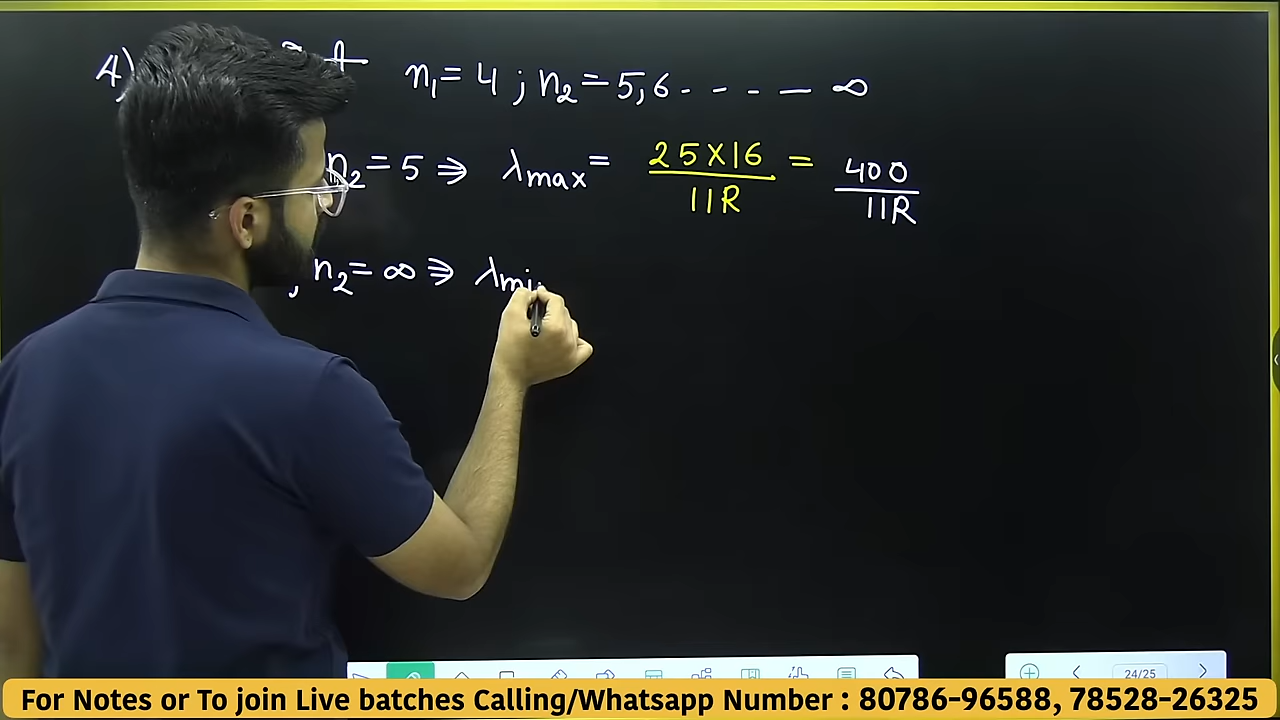 4) n₁ = 4 ; n₂ = 5,6 - - - - ∞
n₂ = 5 ⇒ λmax = 25×16 / 11R = 400 / 11R
, n₂ = ∞ ⇒ λmi
24/25
For Notes or To join Live batches Calling/Whatsapp Number : 80786-96588, 78528-26325